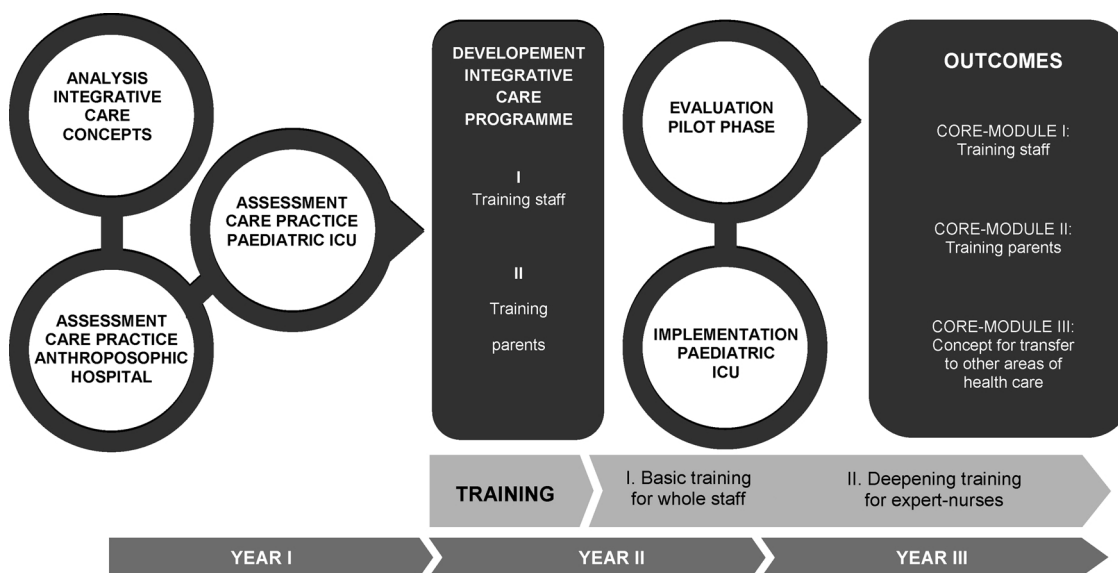 ANALYSIS
INTEGRATIVE
CARE
CONCEPTS
ASSESSMENT
CARE PRACTICE
ANTHROPOSOPHIC
HOSPITAL
ASSESSMENT
CARE PRACTICE
PAEDIATRIC ICU
DEVELOPEMENT
INTEGRATIVE
CARE
PROGRAMME
I
Training staff
II
Training
parents
EVALUATION
PILOT PHASE
IMPLEMENTATION
PAEDIATRIC
ICU
OUTCOMES
CORE-MODULE I:
Training staff
CORE-MODULE II:
Training parents
CORE-MODULE III:
Concept for transfer
to other areas of
health care
TRAINING
I. Basic training
for whole staff
II. Deepening training
for expert-nurses
YEAR I
YEAR II
YEAR III